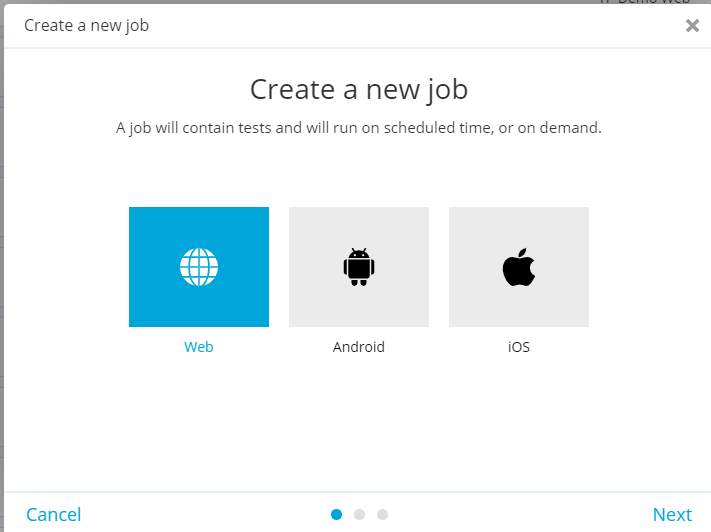 Create a new job
Create a new job
A job will contain tests and will run on scheduled time, or on demand.
Web
Android
iOS
Cancel
Next